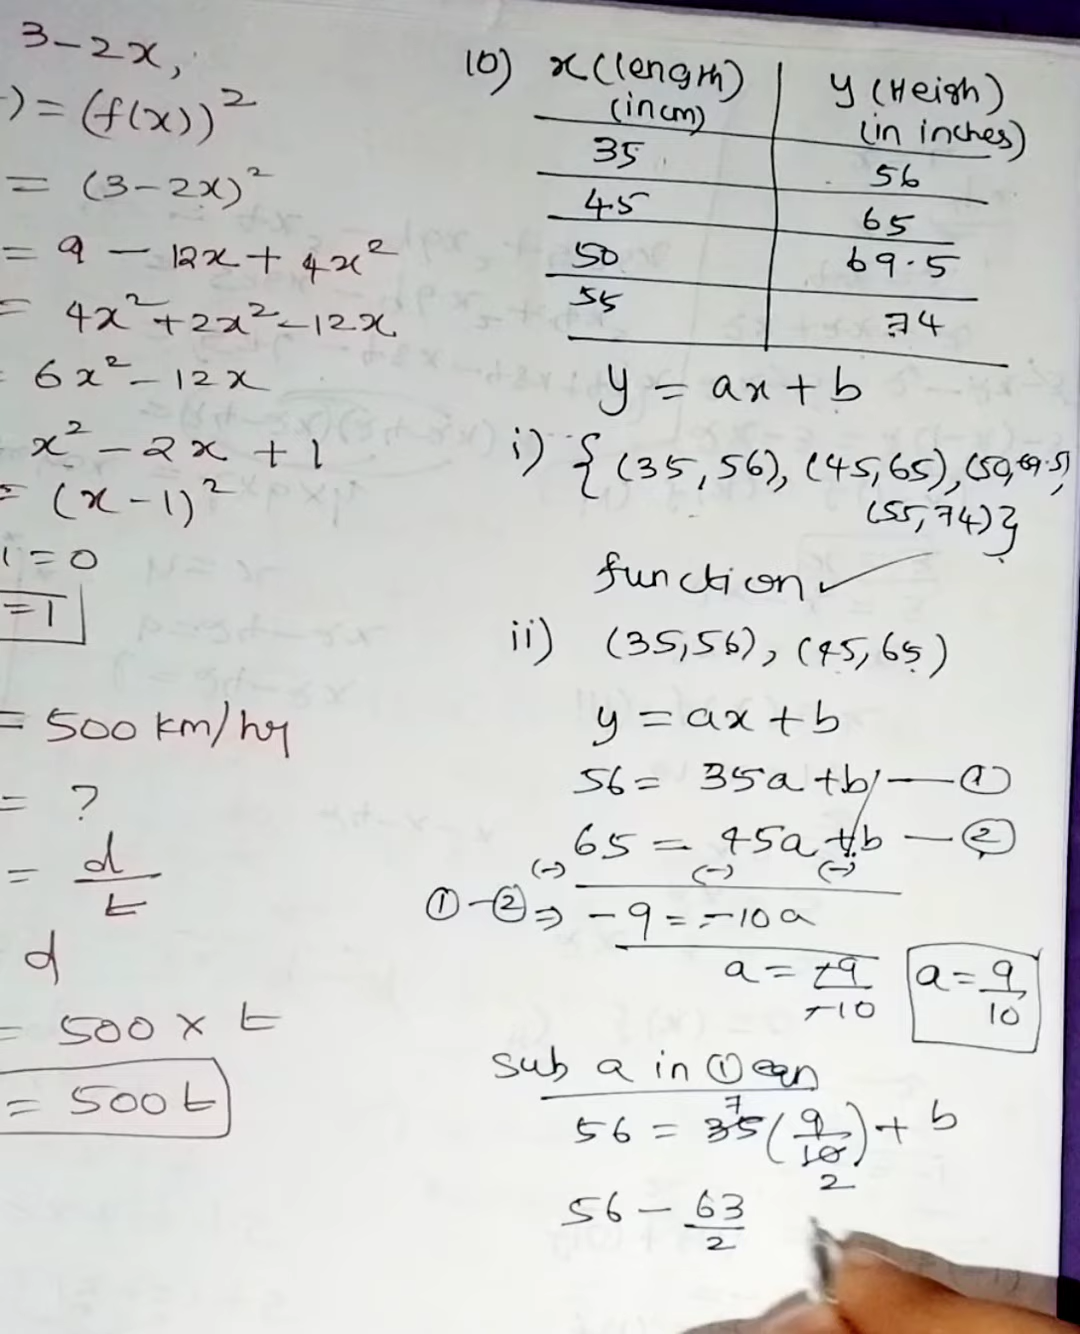 3-2x,
) = (f(x))²
= (3-2x)²
= 9 - 12x + 4x²
= 4x²+2x²-12x
6x²-12x
x² - 2x + 1
= (x-1)²
1 = 0
= 1
= 500 km/hr
= ?
= d/t
d
= 500 x t
= 500t
10) x (length) (in cm) | y (Heigh) (in inches)
35 | 56
45 | 65
50 | 69.5
55 | 74
y = ax + b
i) { (35,56), (45,65), (50,69.5),
(55,74)}
function ✓
ii) (35,56), (45,65)
y = ax + b
56 = 35a + b — ①
65 = 45a + b — ②
(-) (-) (-)
①-② ⇒ -9 = -10a
a = -9/-10
a = 9/10
Sub a in ① eqn
7
56 = 35(9/10) + b
2
56 - 63/2